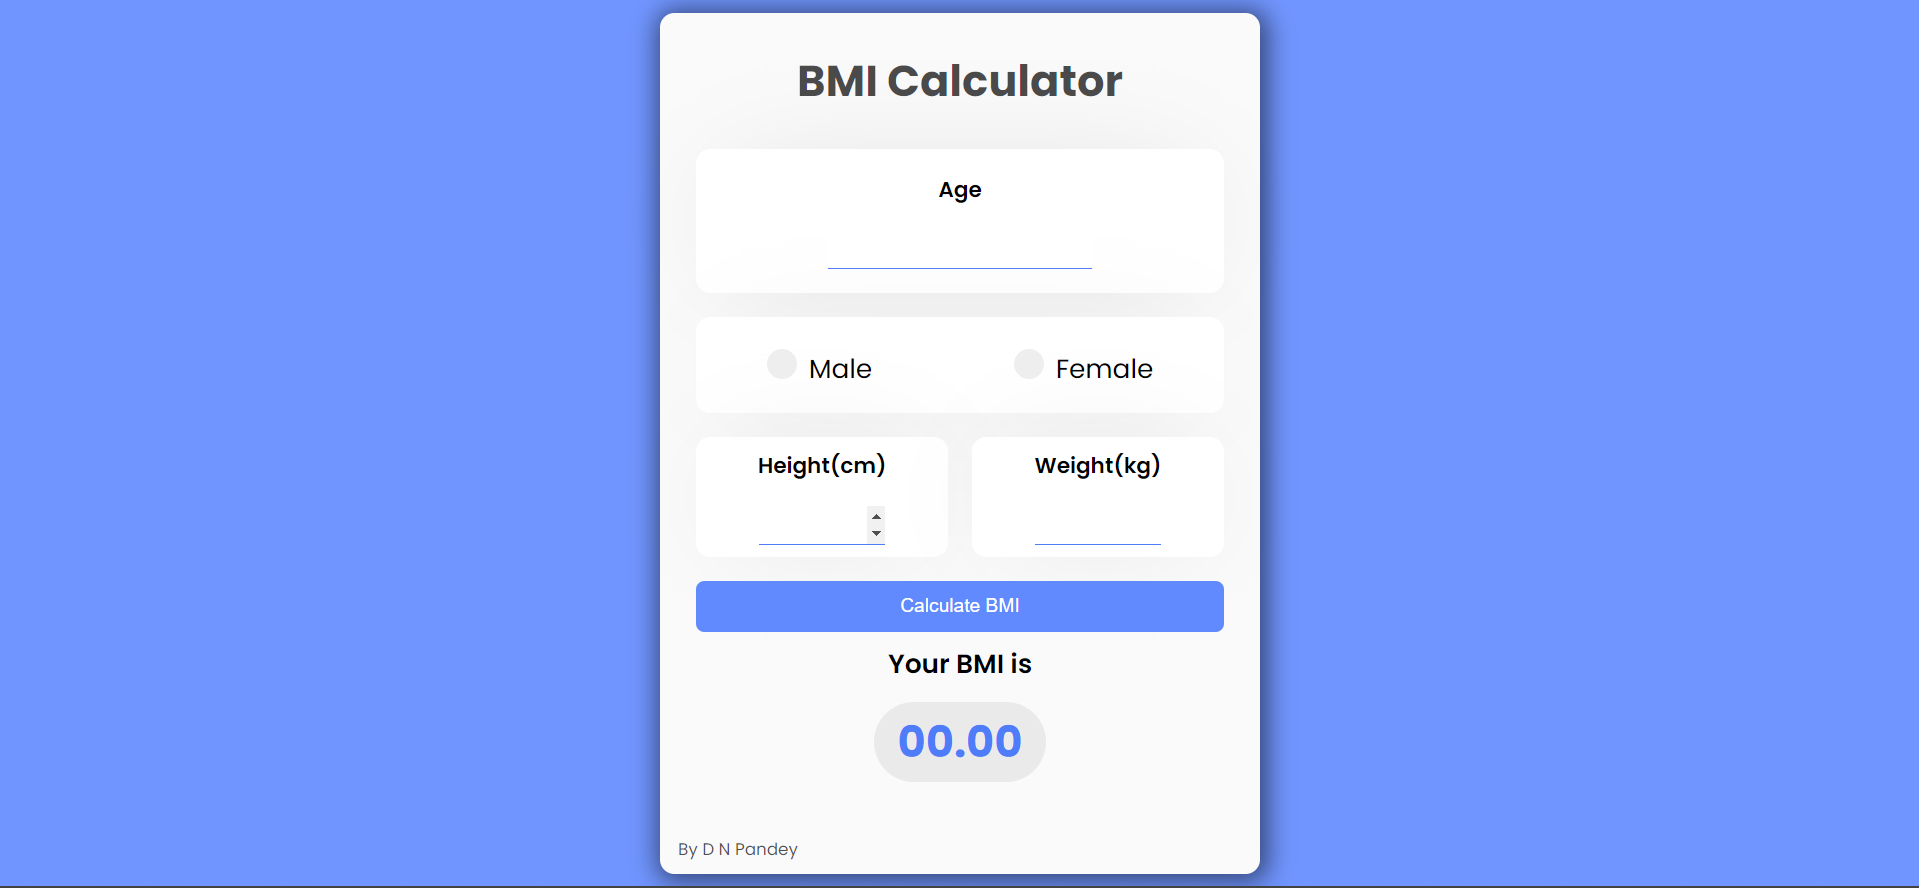 BMI Calculator
Age
Male Female
Height(cm) Weight(kg)
Calculate BMI
Your BMI is
00.00
By D N Pandey